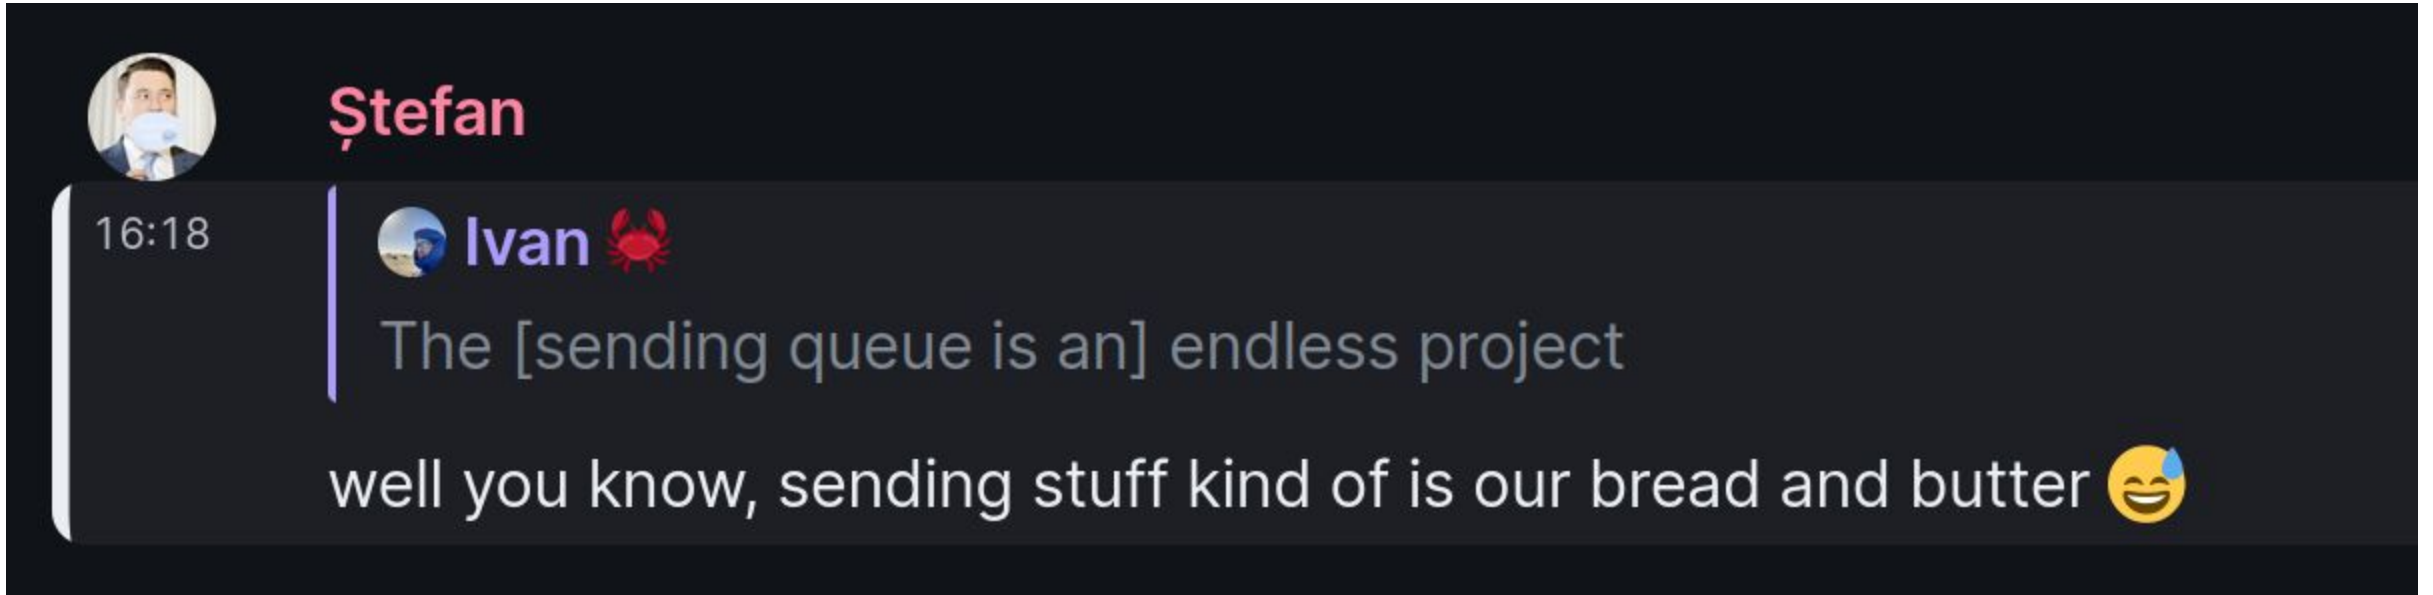 Ștefan
16:18
Ivan 🦀
The [sending queue is an] endless project
well you know, sending stuff kind of is our bread and butter 😅